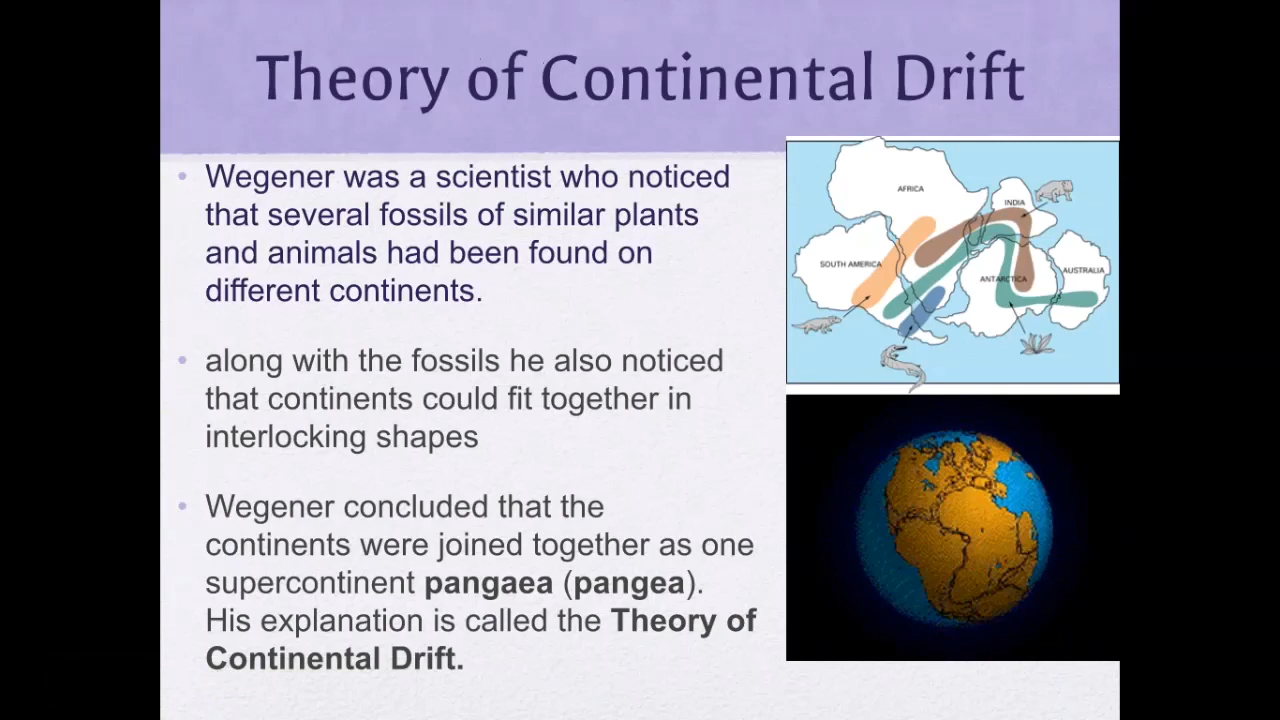 Theory of Continental Drift
• Wegener was a scientist who noticed
that several fossils of similar plants
and animals had been found on
different continents.
• along with the fossils he also noticed
that continents could fit together in
interlocking shapes
• Wegener concluded that the
continents were joined together as one
supercontinent pangaea (pangea).
His explanation is called the Theory of
Continental Drift.
AFRICA
INDIA
SOUTH AMERICA
ANTARCTICA
AUSTRALIA